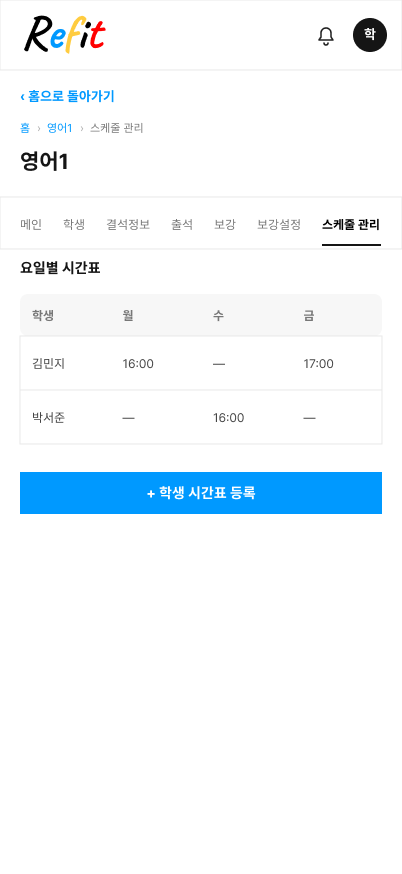 Refit
학
‹ 홈으로 돌아가기
홈 › 영어1 › 스케줄 관리
영어1
메인 학생 결석정보 출석 보강 보강설정 스케줄 관리
요일별 시간표
학생 월 수 금
김민지 16:00 — 17:00
박서준 — 16:00 —
+ 학생 시간표 등록